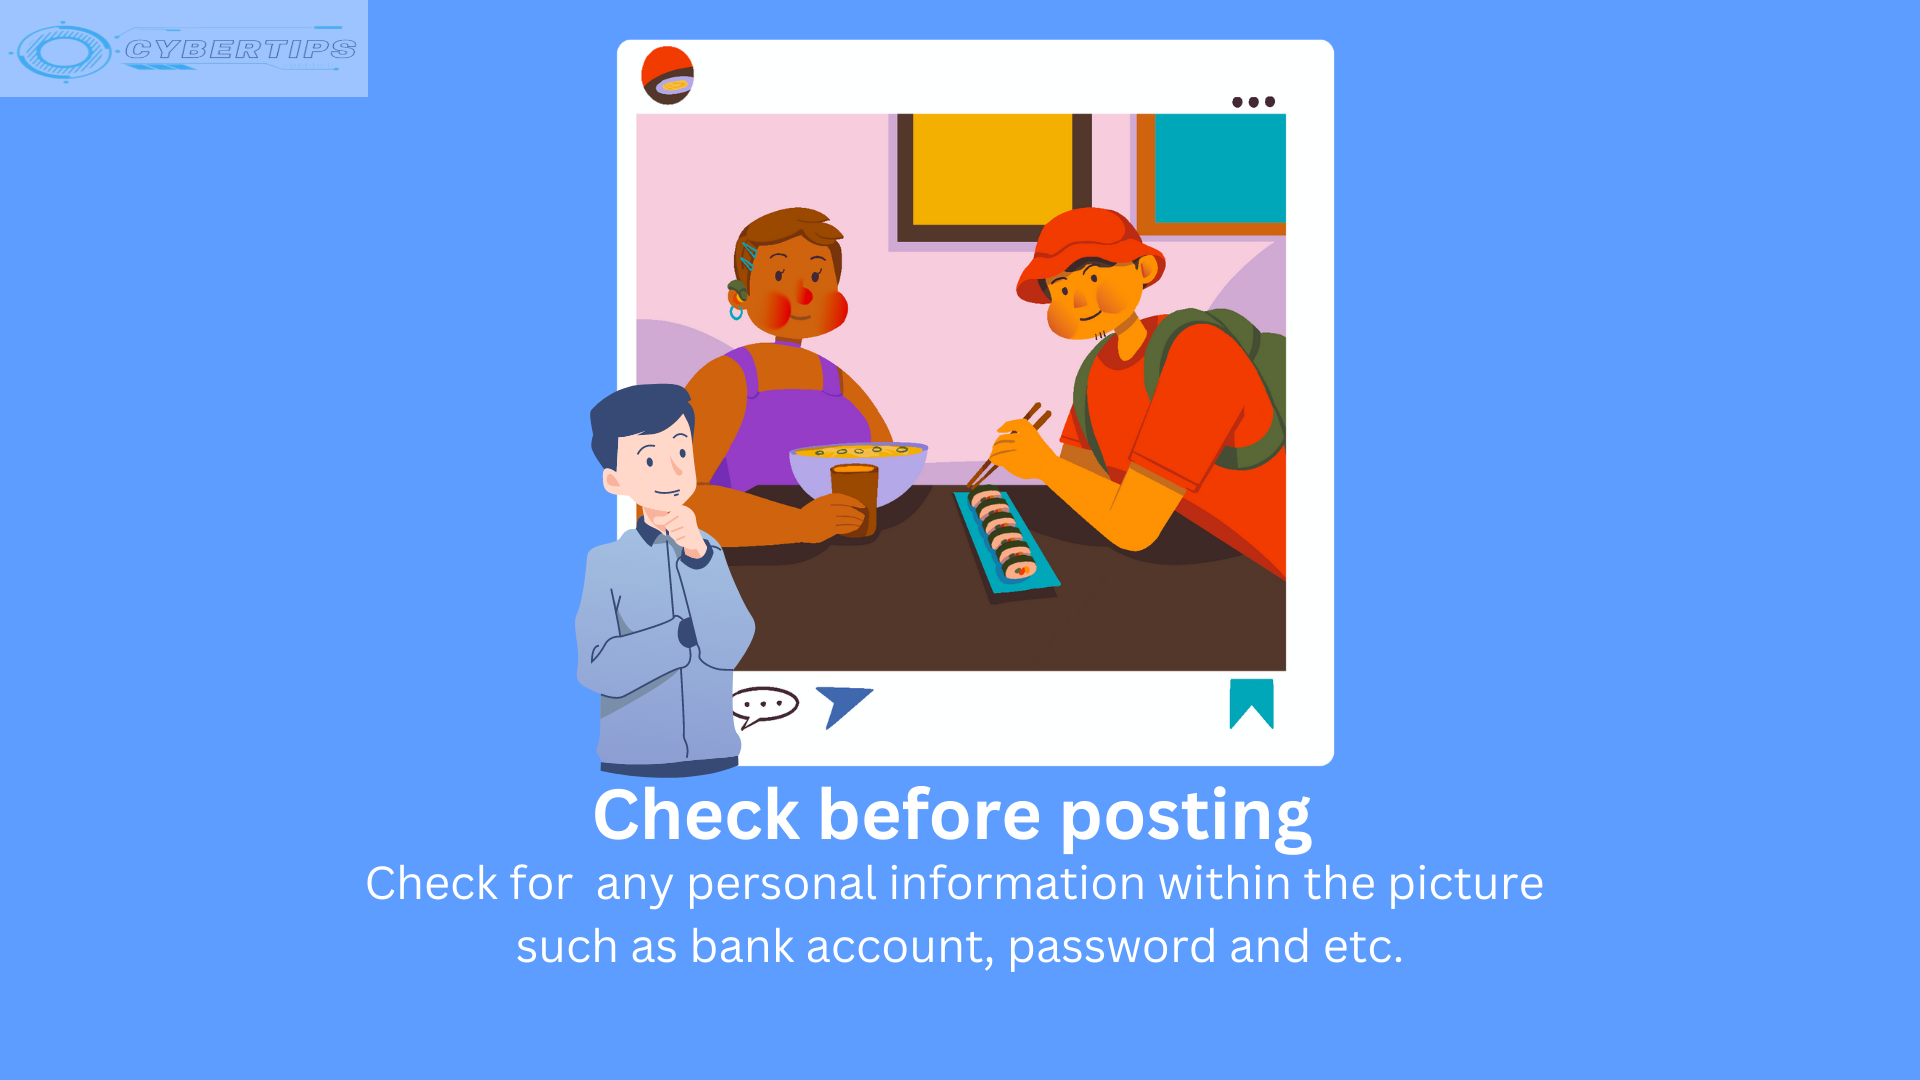 CYBERTIPS
Check before posting
Check for  any personal information within the picture
such as bank account, password and etc.